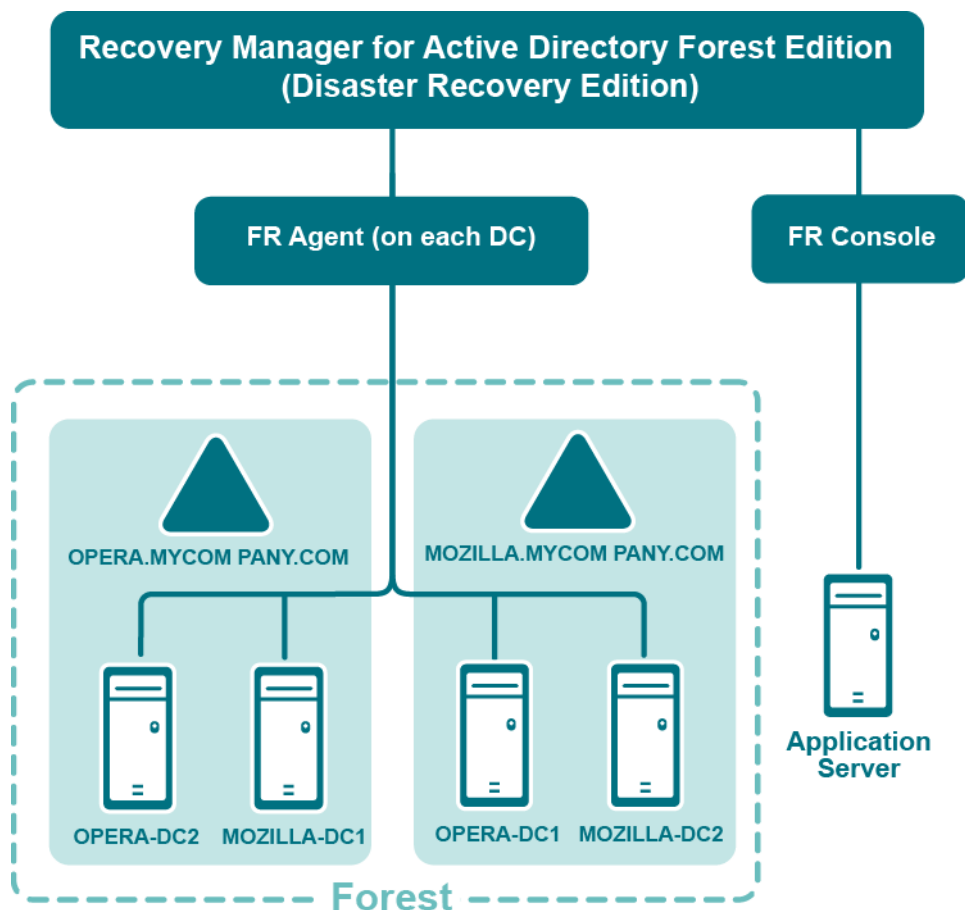 Recovery Manager for Active Directory Forest Edition
(Disaster Recovery Edition)
FR Agent (on each DC)
FR Console
OPERA.MYCOM PANY.COM
MOZILLA.MYCOM PANY.COM
OPERA-DC2
MOZILLA-DC1
OPERA-DC1
MOZILLA-DC2
Application
Server
Forest